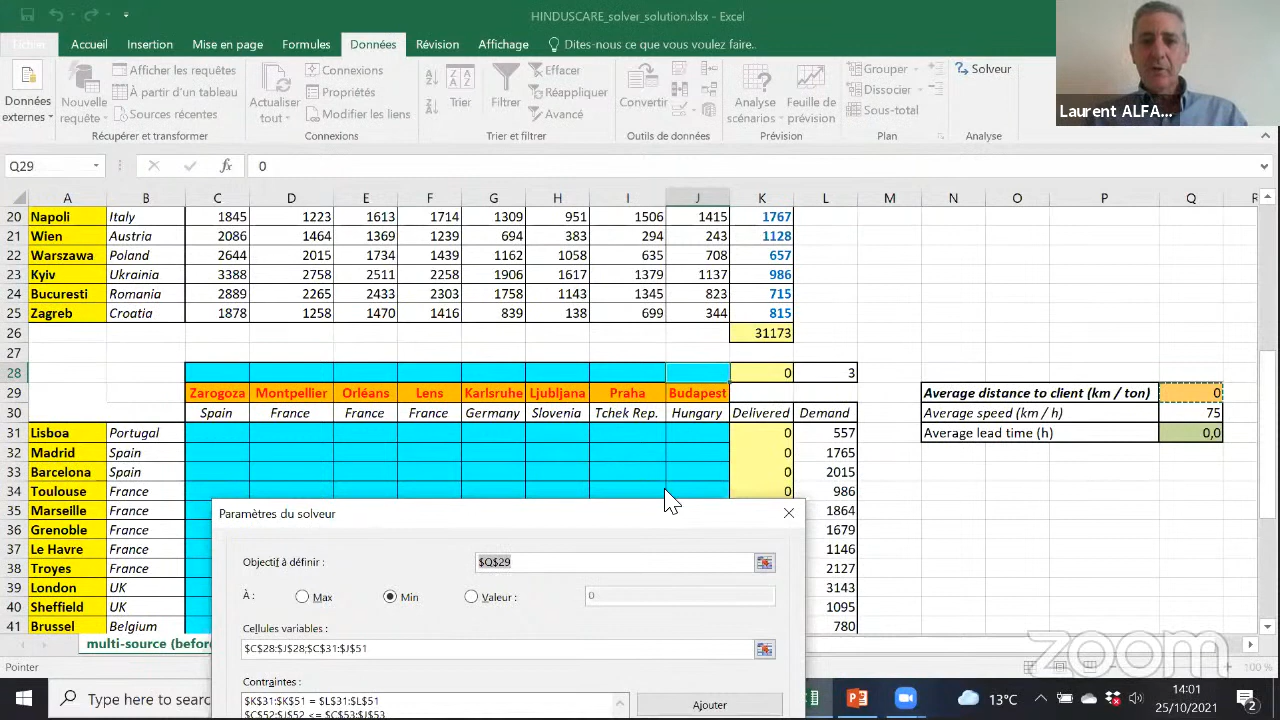 HINDUSCARE_solver_solution.xlsx - Excel
Fichier Accueil Insertion Mise en page Formules Données Révision Affichage Dites-nous ce que vous voulez faire..
Données externes
Nouvelle requête
Afficher les requêtes
À partir d'un tableau
Sources récentes
Récupérer et transformer
Actualiser tout
Connexions
Propriétés
Modifier les liens
Connexions
Trier
Filtrer
Effacer
Réappliquer
Avancé
Trier et filtrer
Convertir
Outils de données
Analyse scénarios
Feuille de prévision
Prévision
Grouper
Dissocier
Sous-total
Plan
Solveur
Analyse
Laurent ALFA...
Q29 fx 0
A B C D E F G H I J K L M N O P Q R
20 Napoli Italy 1845 1223 1613 1714 1309 951 1506 1415 1767
21 Wien Austria 2086 1464 1369 1239 694 383 294 243 1128
22 Warszawa Poland 2644 2015 1734 1439 1162 1058 635 708 657
23 Kyiv Ukrainia 3388 2758 2511 2258 1906 1617 1379 1137 986
24 Bucuresti Romania 2889 2265 2433 2303 1758 1143 1345 823 715
25 Zagreb Croatia 1878 1258 1470 1416 839 138 699 344 815
26 31173
27
28 0 3
29 Zarogoza Montpellier Orléans Lens Karlsruhe Ljubljana Praha Budapest Average distance to client (km / ton) 0
30 Spain France France France Germany Slovenia Tchek Rep. Hungary Delivered Demand Average speed (km / h) 75
31 Lisboa Portugal 0 557 Average lead time (h) 0,0
32 Madrid Spain 0 1765
33 Barcelona Spain 0 2015
34 Toulouse France 0 986
35 Marseille France 1864
36 Grenoble France 1679
37 Le Havre France 1146
38 Troyes France 2127
39 London UK 3143
40 Sheffield UK 1095
41 Brussel Belgium 780
Paramètres du solveur
Objectif à définir : $Q$29
À : Max Min Valeur : 0
Cellules variables :
$C$28:$J$28;$C$31:$J$51
Contraintes :
$K$31:$K$51 = $L$31:$L$51
$C$52:$J$52 <= $C$53:$J$53
Ajouter
multi-source (befor
Pointer
100 %
zoom
Type here to sear
13°C
14:01
25/10/2021
2